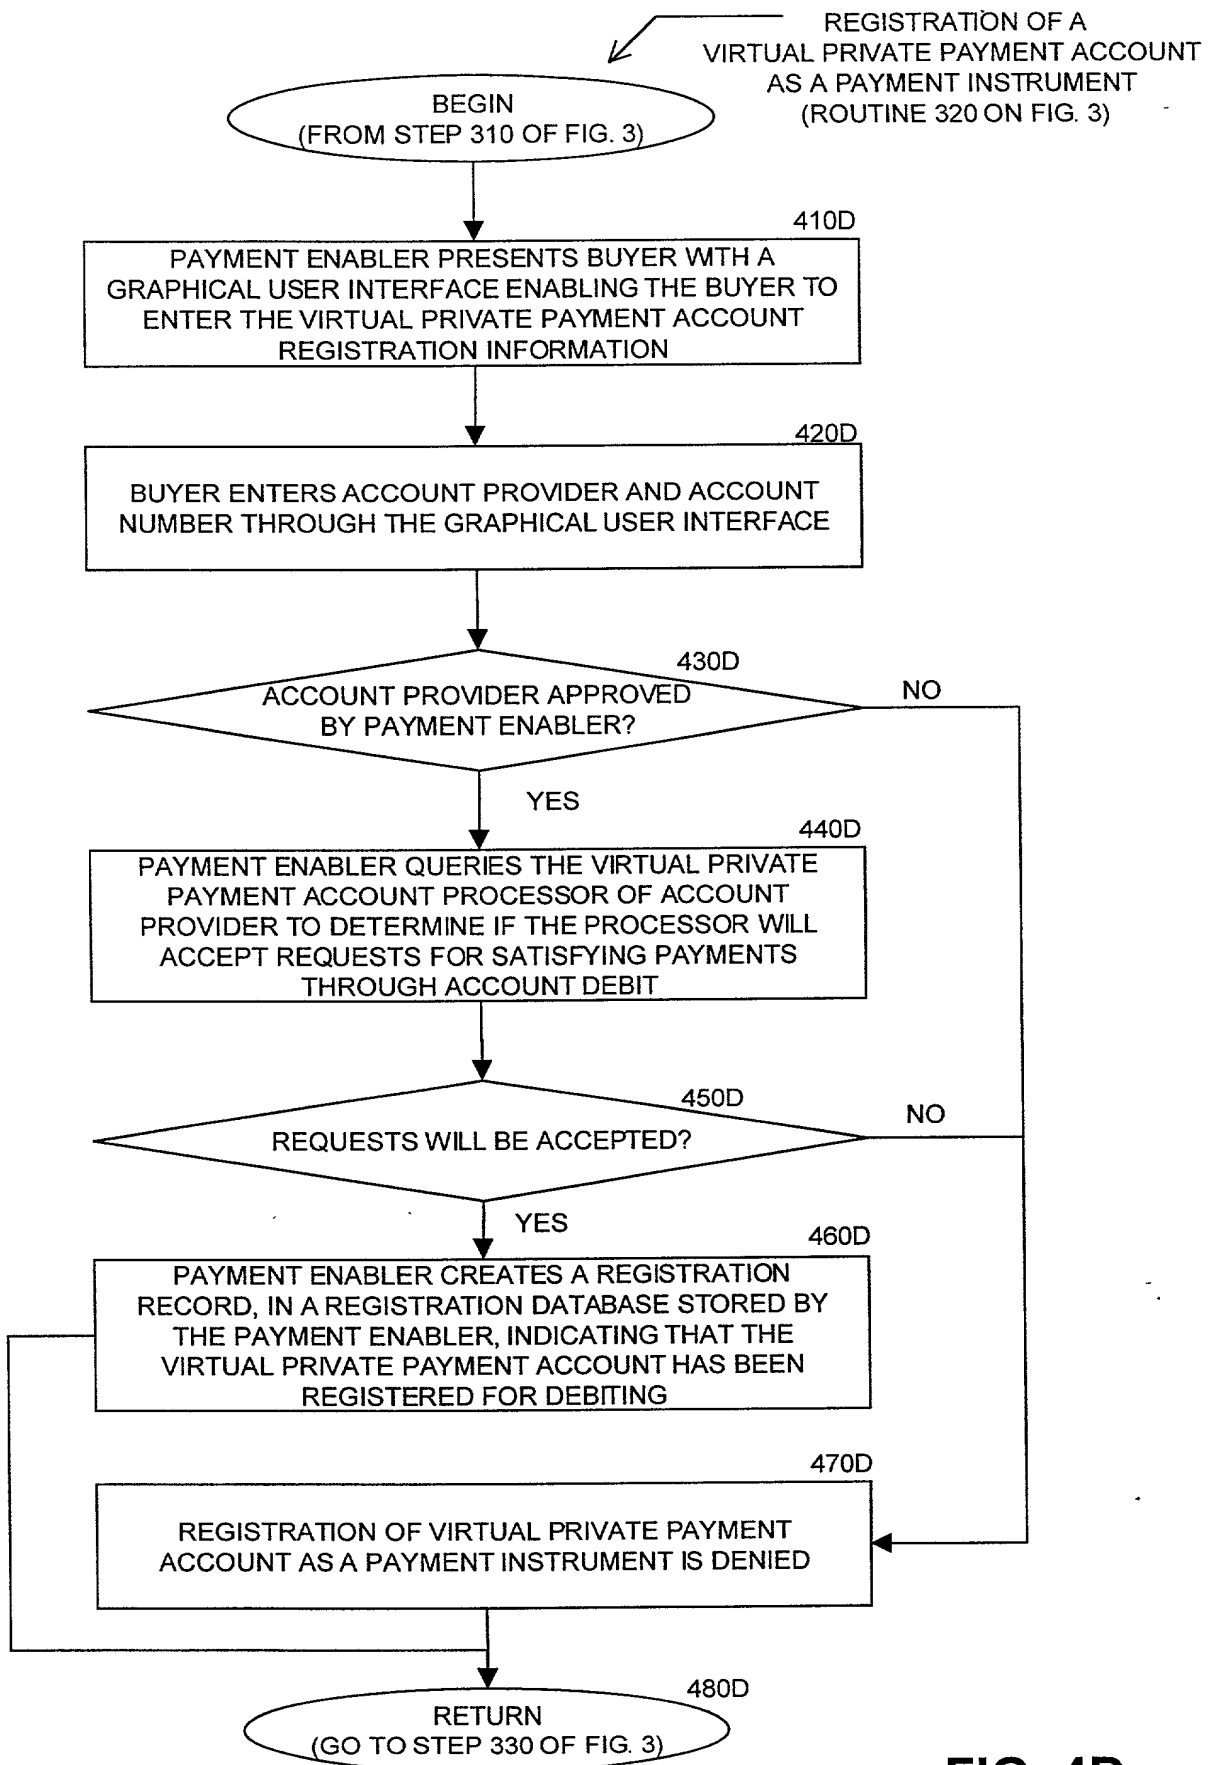 REGISTRATION OF A
VIRTUAL PRIVATE PAYMENT ACCOUNT
AS A PAYMENT INSTRUMENT
(ROUTINE 320 ON FIG. 3)
BEGIN
(FROM STEP 310 OF FIG. 3)
410D
PAYMENT ENABLER PRESENTS BUYER WITH A
GRAPHICAL USER INTERFACE ENABLING THE BUYER TO
ENTER THE VIRTUAL PRIVATE PAYMENT ACCOUNT
REGISTRATION INFORMATION
420D
BUYER ENTERS ACCOUNT PROVIDER AND ACCOUNT
NUMBER THROUGH THE GRAPHICAL USER INTERFACE
430D
ACCOUNT PROVIDER APPROVED
BY PAYMENT ENABLER?
NO
YES
440D
PAYMENT ENABLER QUERIES THE VIRTUAL PRIVATE
PAYMENT ACCOUNT PROCESSOR OF ACCOUNT
PROVIDER TO DETERMINE IF THE PROCESSOR WILL
ACCEPT REQUESTS FOR SATISFYING PAYMENTS
THROUGH ACCOUNT DEBIT
450D
REQUESTS WILL BE ACCEPTED?
NO
YES
460D
PAYMENT ENABLER CREATES A REGISTRATION
RECORD, IN A REGISTRATION DATABASE STORED BY
THE PAYMENT ENABLER, INDICATING THAT THE
VIRTUAL PRIVATE PAYMENT ACCOUNT HAS BEEN
REGISTERED FOR DEBITING
470D
REGISTRATION OF VIRTUAL PRIVATE PAYMENT
ACCOUNT AS A PAYMENT INSTRUMENT IS DENIED
480D
RETURN
(GO TO STEP 330 OF FIG. 3)